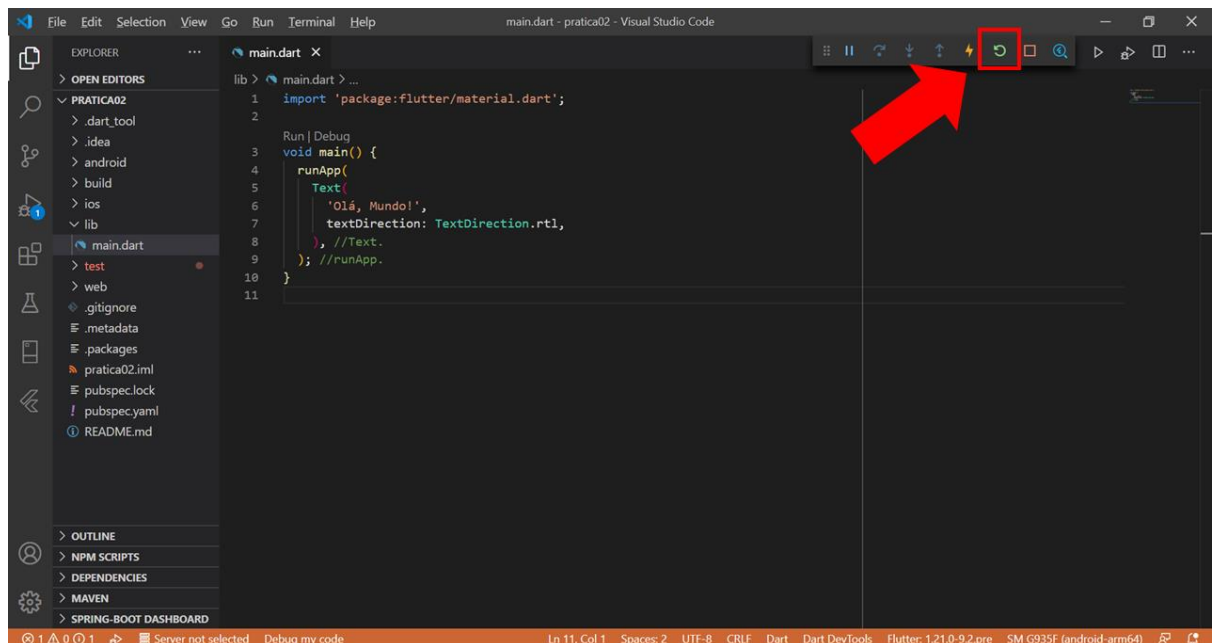 File Edit Selection View Go Run Terminal Help main.dart - pratica02 - Visual Studio Code
EXPLORER
OPEN EDITORS
PRATICA02
.dart_tool
.idea
android
build
ios
lib
main.dart
test
web
.gitignore
.metadata
.packages
pratica02.iml
pubspec.lock
pubspec.yaml
README.md
OUTLINE
NPM SCRIPTS
DEPENDENCIES
MAVEN
SPRING-BOOT DASHBOARD
main.dart
lib > main.dart > ...
1 import 'package:flutter/material.dart';
2
Run | Debug
3 void main() {
4 runApp(
5 Text(
6 'Olá, Mundo!',
7 textDirection: TextDirection.rtl,
8 ), //Text.
9 ); //runApp.
10 }
11
1
1 0 1 Server not selected Debug my code Ln 11, Col 1 Spaces: 2 UTF-8 CRLF Dart Dart DevTools Flutter: 1.21.0-9.2.pre SM G935F (android-arm64)